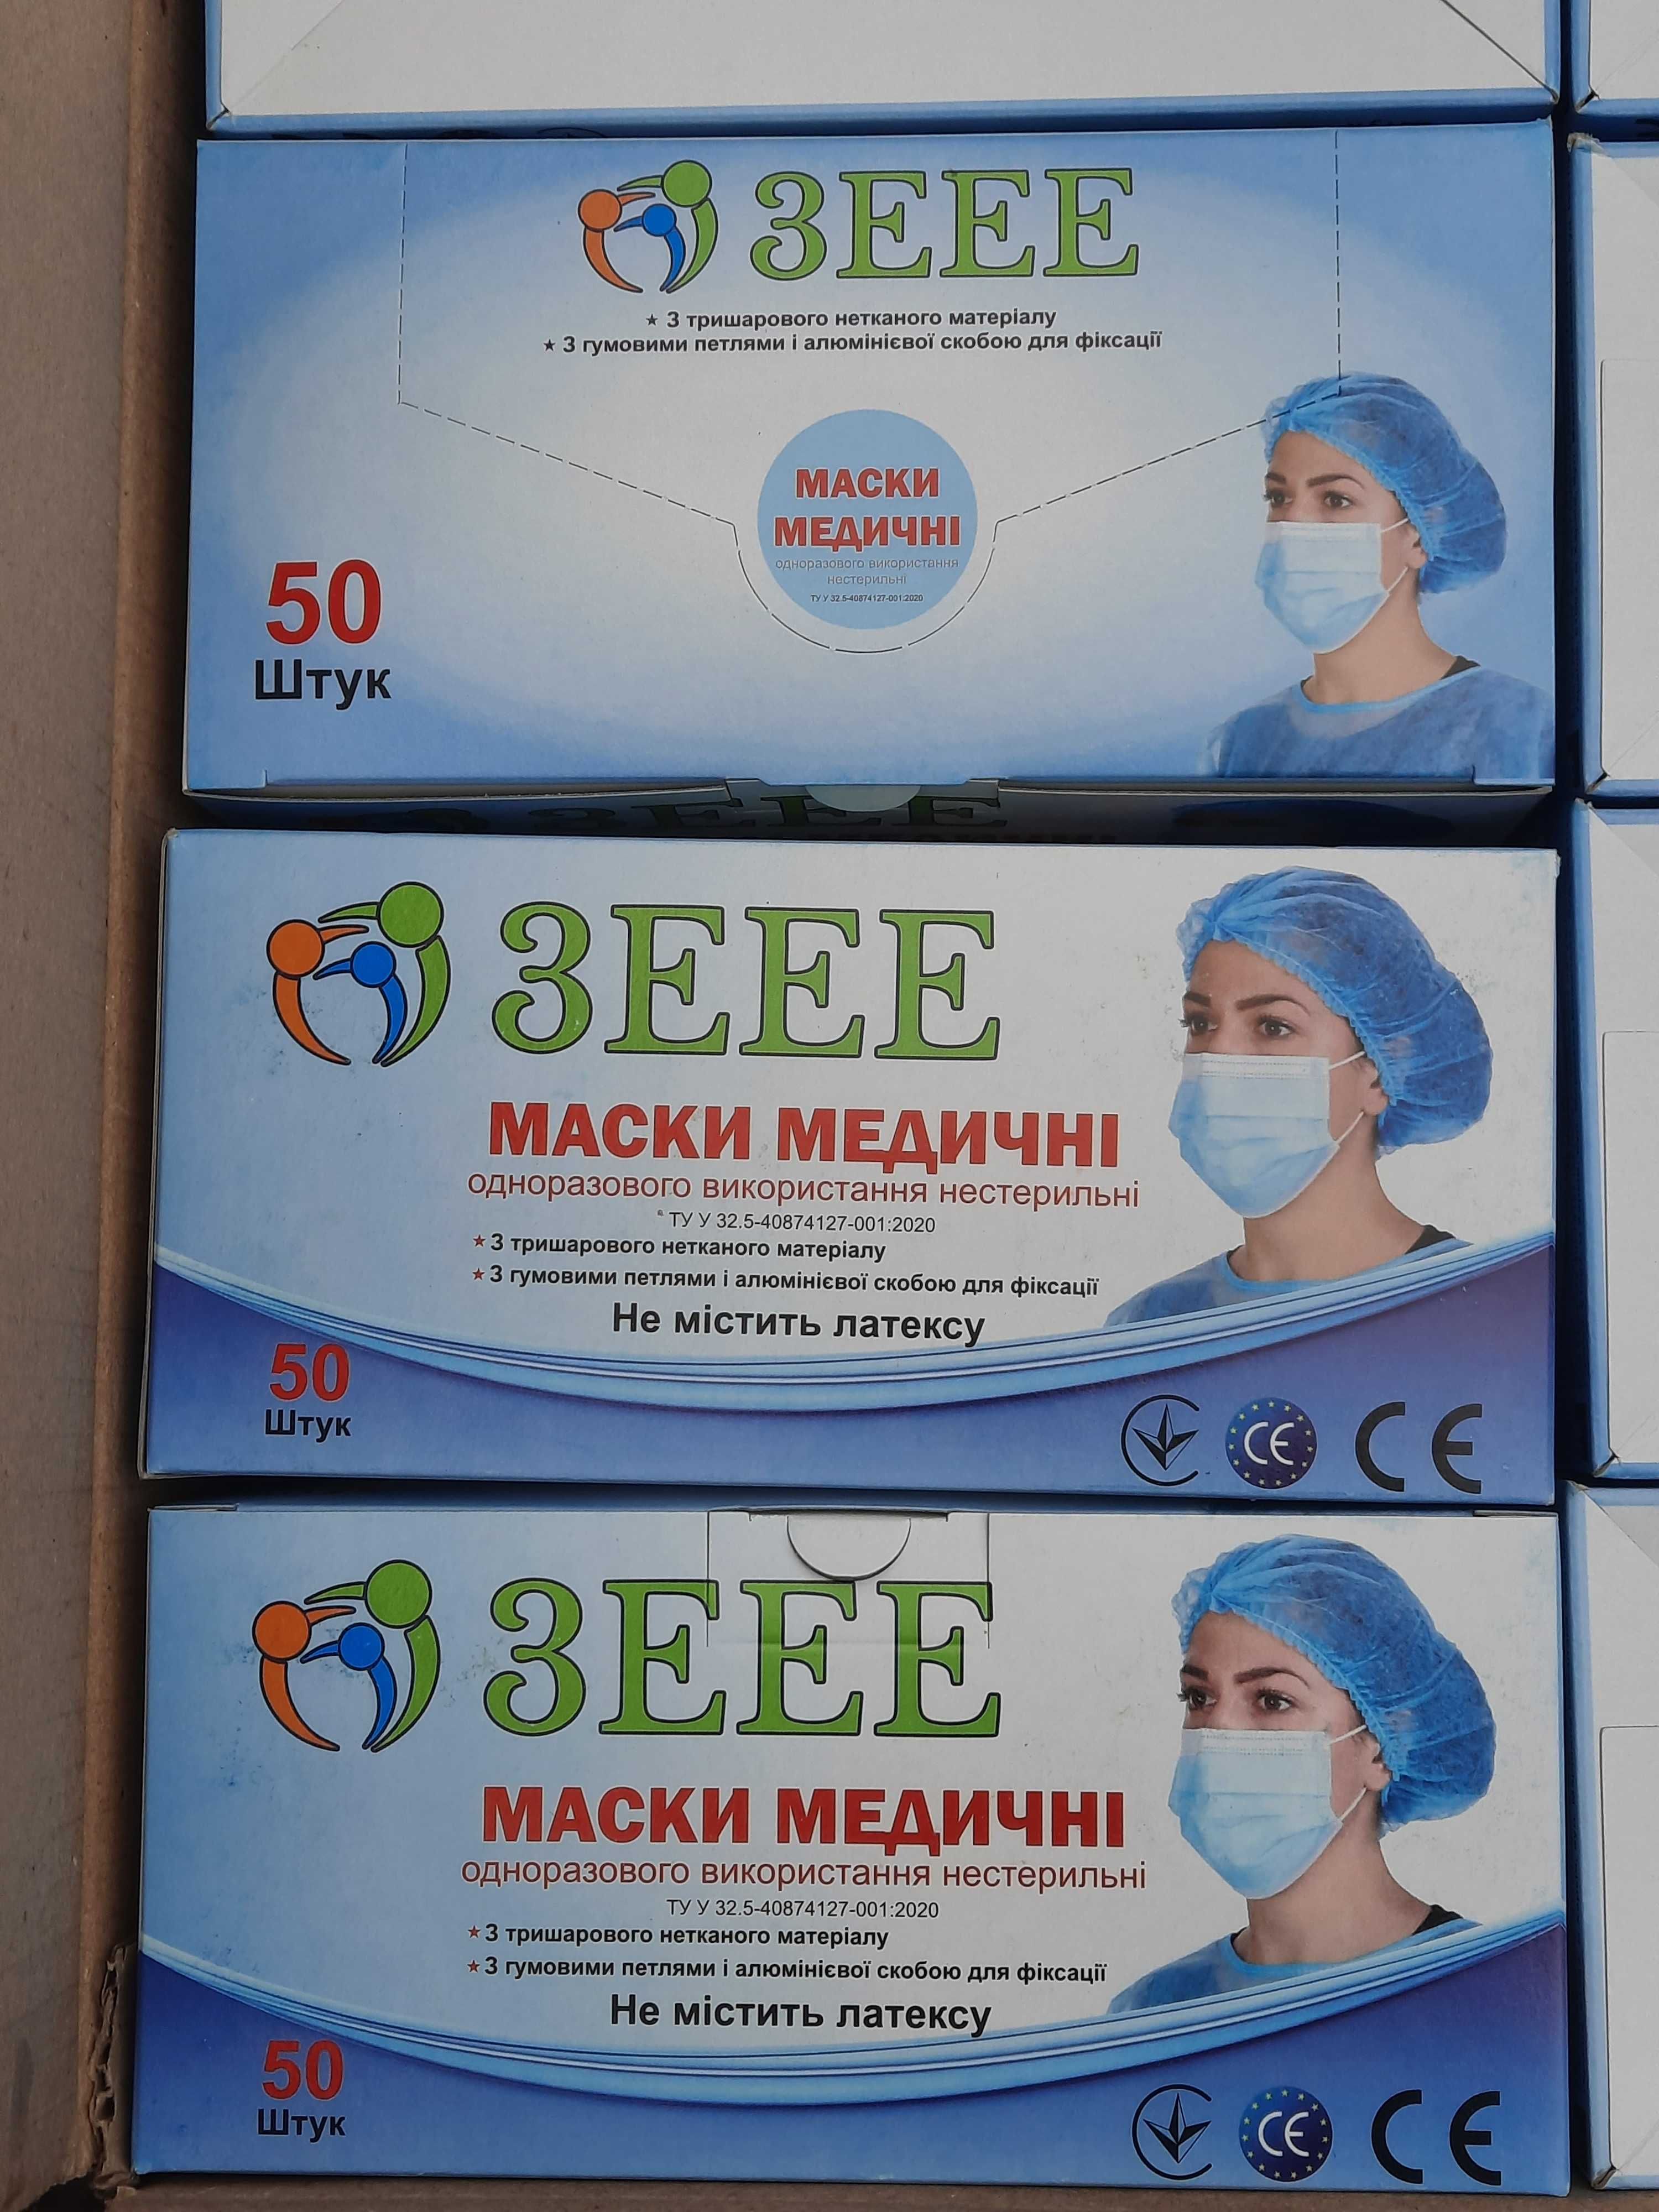 3EEE
★ З тришарового нетканого матеріалу
★ З гумовими петлями і алюмінієвої скобою для фіксації
МАСКИ
МЕДИЧНІ
одноразового використання
нестерильні
ТУ У 32.5-40874127-001:2020
50
Штук
3EEE
3EEE
МАСКИ МЕДИЧНІ
одноразового використання нестерильні
ТУ У 32.5-40874127-001:2020
★ З тришарового нетканого матеріалу
★ З гумовими петлями і алюмінієвої скобою для фіксації
Не містить латексу
50
Штук
CE
CE
3EEE
МАСКИ МЕДИЧНІ
одноразового використання нестерильні
ТУ У 32.5-40874127-001:2020
★ З тришарового нетканого матеріалу
★ З гумовими петлями і алюмінієвої скобою для фіксації
Не містить латексу
50
Штук
CE
CE